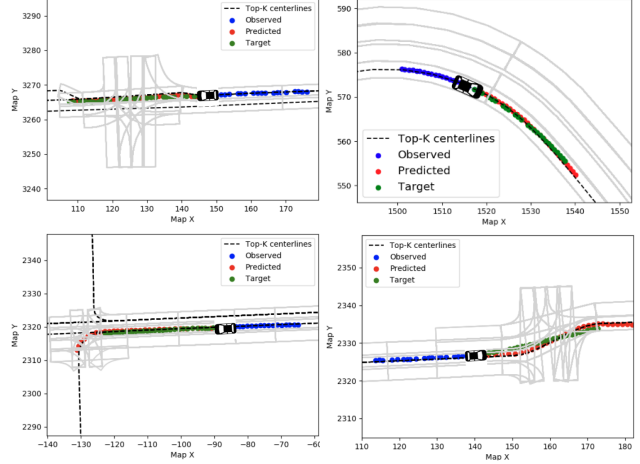 3290
3280
3270
3260
3250
3240
Map Y
Top-K centerlines
Observed
Predicted
Target
110 120 130 140 150 160 170
Map X
590
580
570
560
550
Map Y
Top-K centerlines
Observed
Predicted
Target
1500 1510 1520 1530 1540 1550
Map X
2340
2330
2320
2310
2300
2290
Map Y
Top-K centerlines
Observed
Predicted
Target
−140 −130 −120 −110 −100 −90 −80 −70 −60
Map X
2350
2340
2330
2320
2310
Map Y
Top-K centerlines
Observed
Predicted
Target
110 120 130 140 150 160 170 180
Map X